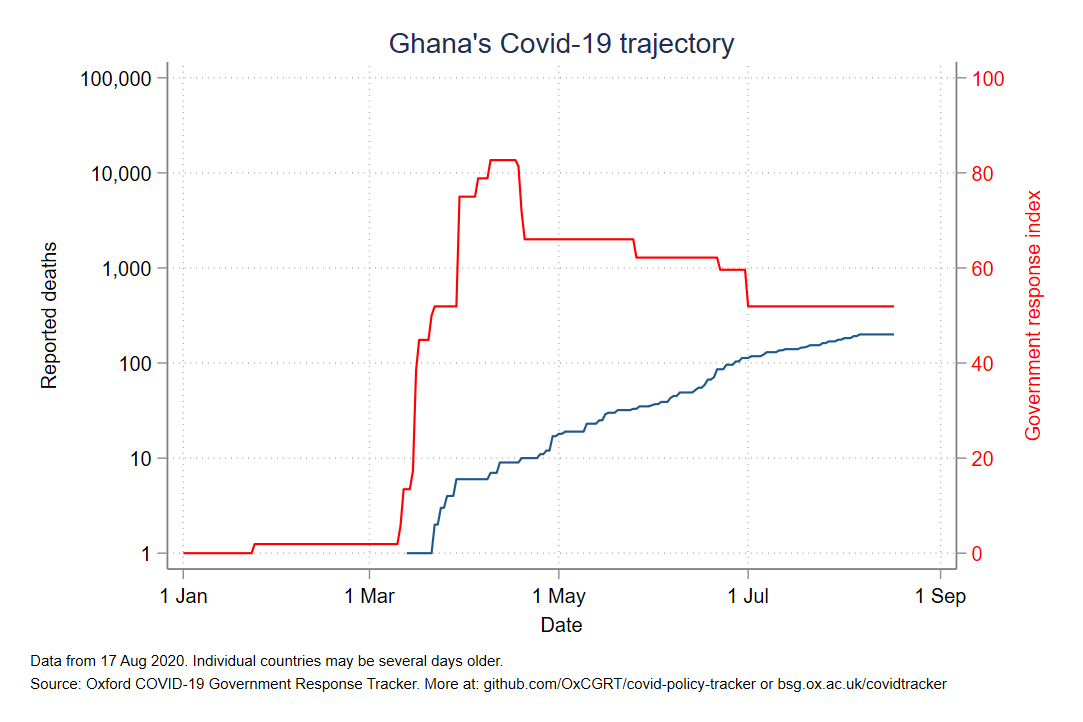 Ghana's Covid-19 trajectory
100,000
10,000
1,000
100
10
1
Reported deaths
100
80
60
40
20
0
Government response index
1 Jan
1 Mar
1 May
1 Jul
1 Sep
Date
Data from 17 Aug 2020. Individual countries may be several days older.
Source: Oxford COVID-19 Government Response Tracker. More at: github.com/OxCGRT/covid-policy-tracker or bsg.ox.ac.uk/covidtracker